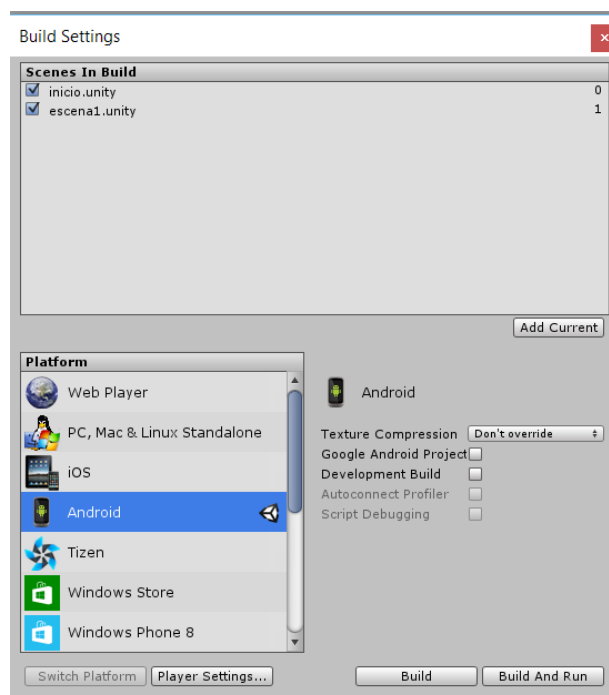 Build Settings
Scenes In Build
inicio.unity 0
escena1.unity 1
Add Current
Platform
Web Player
PC, Mac & Linux Standalone
iOS
Android
Tizen
Windows Store
Windows Phone 8
Android
Texture Compression Don't override
Google Android Project
Development Build
Autoconnect Profiler
Script Debugging
Switch Platform Player Settings... Build Build And Run